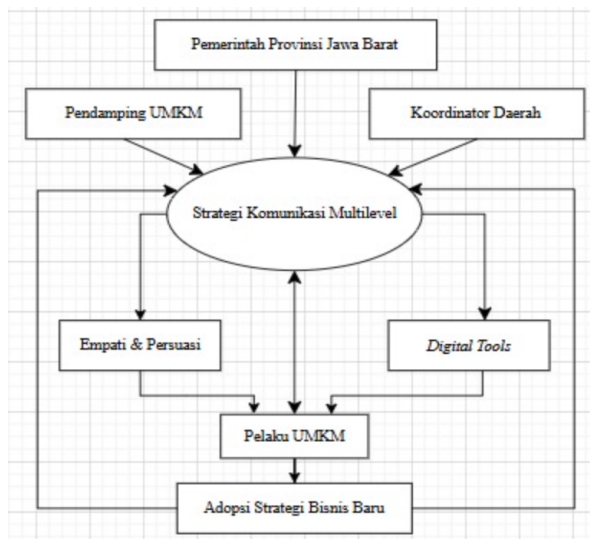 Pemerintah Provinsi Jawa Barat
Pendamping UMKM
Koordinator Daerah
Strategi Komunikasi Multilevel
Empati & Persuasi
Digital Tools
Pelaku UMKM
Adopsi Strategi Bisnis Baru